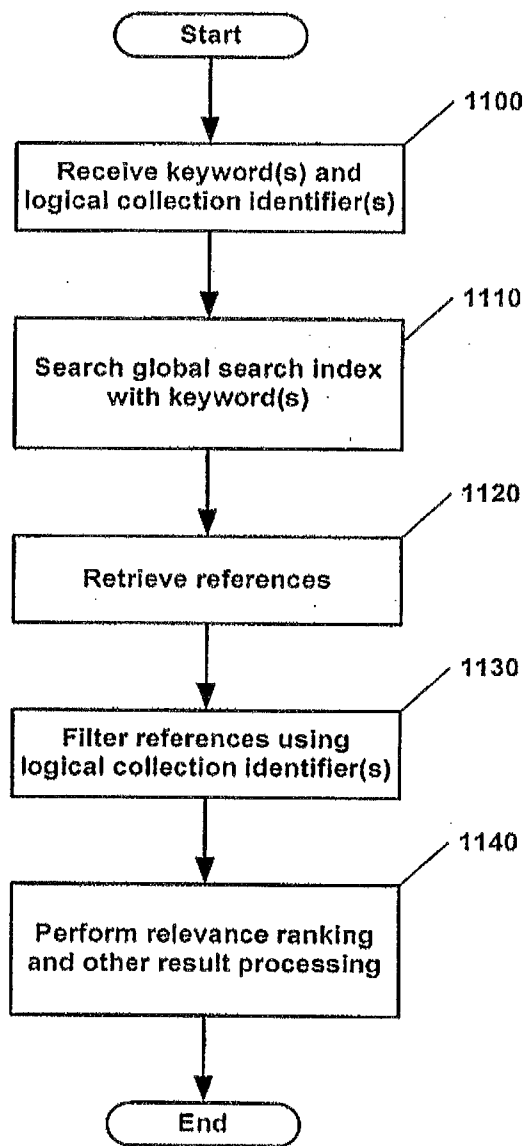 Start
1100
Receive keyword(s) and
logical collection identifier(s)
1110
Search global search index
with keyword(s)
1120
Retrieve references
1130
Filter references using
logical collection identifier(s)
1140
Perform relevance ranking
and other result processing
End